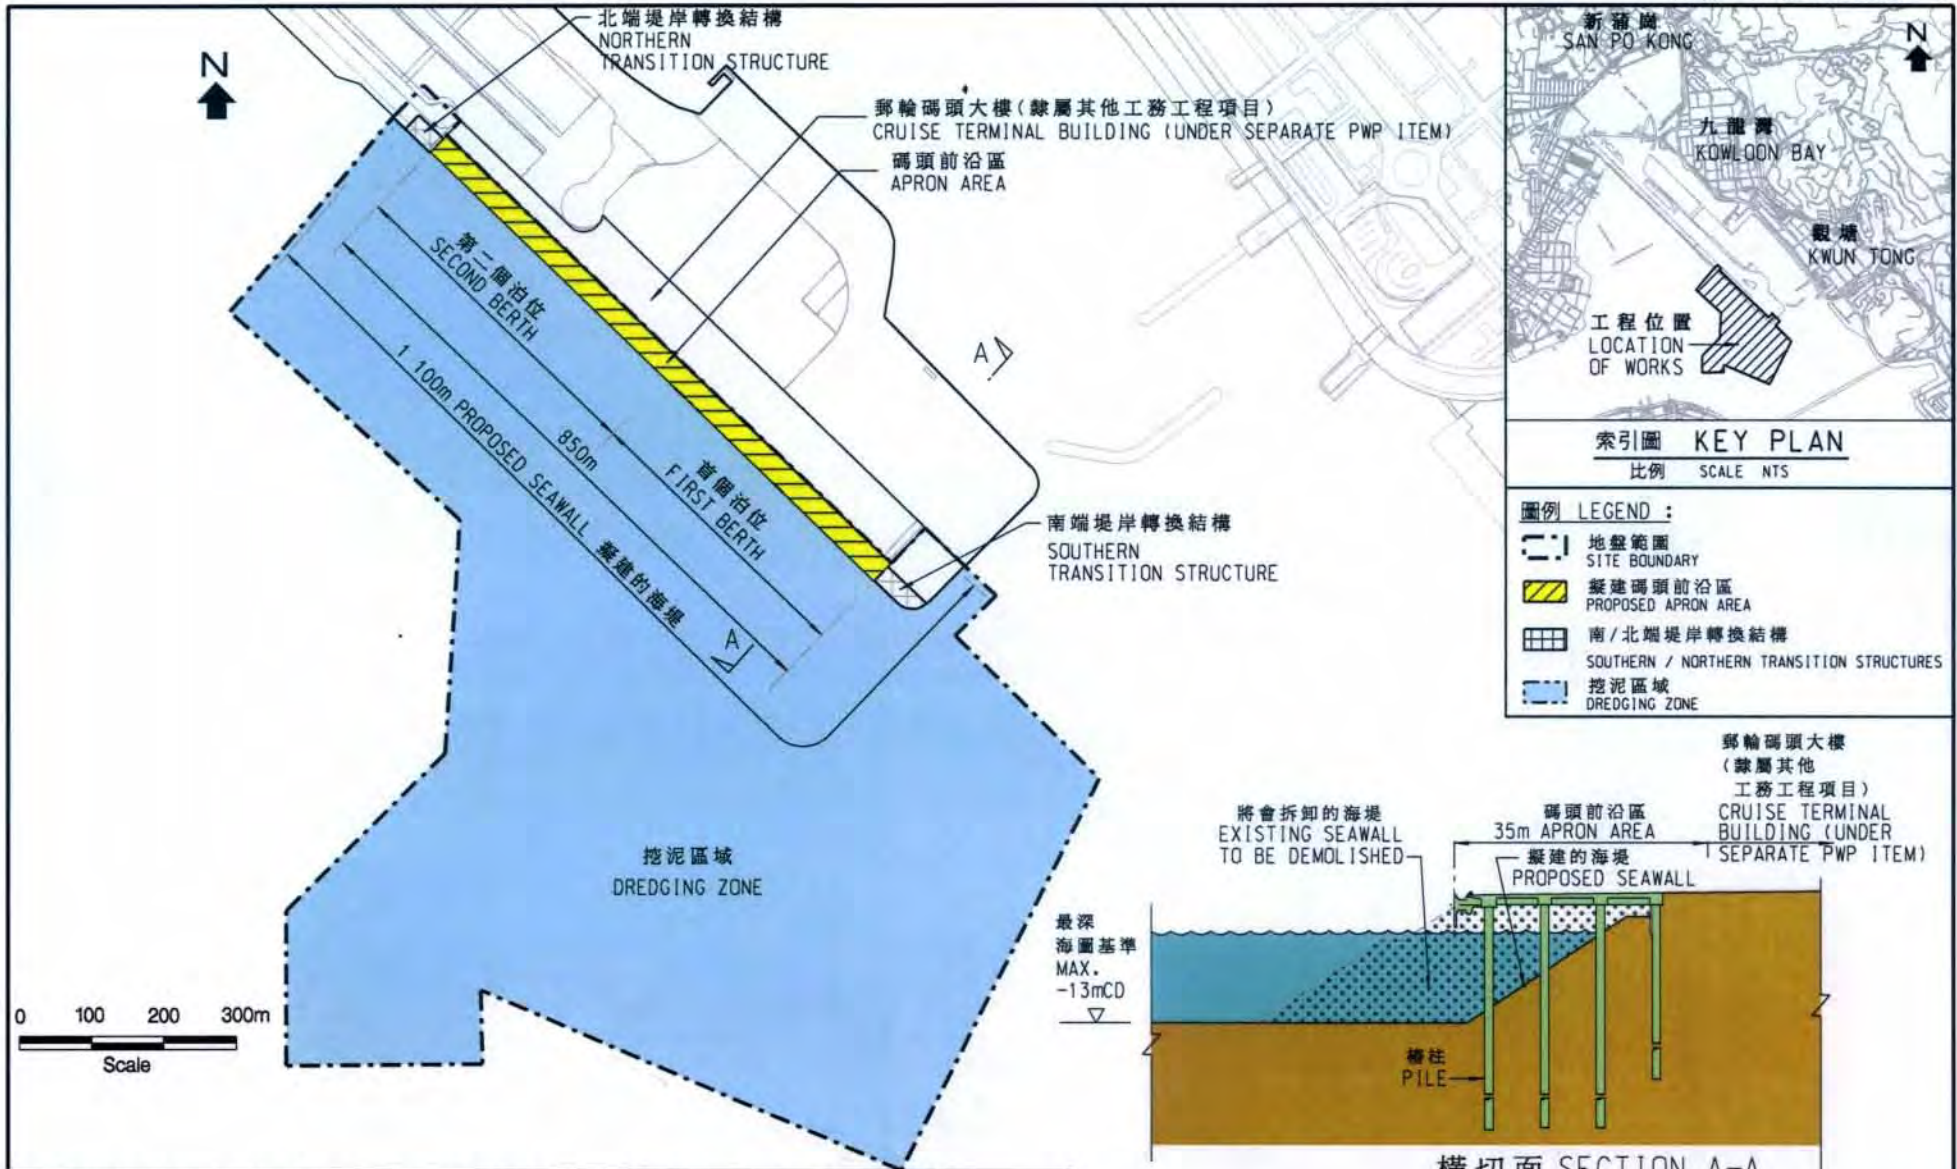 北端堤岸轉換結構
NORTHERN
TRANSITION STRUCTURE
N
郵輪碼頭大樓(隸屬其他工務工程項目)
CRUISE TERMINAL BUILDING (UNDER SEPARATE PWP ITEM)
碼頭前沿區
APRON AREA
第二個泊位
SECOND BERTH
850m
1 100m PROPOSED SEAWALL 擬建的海堤
首個泊位
FIRST BERTH
A
A
南端堤岸轉換結構
SOUTHERN
TRANSITION STRUCTURE
挖泥區域
DREDGING ZONE
0 100 200 300m
Scale
新蒲崗
SAN PO KONG
N
九龍灣
KOWLOON BAY
觀塘
KWUN TONG
工程位置
LOCATION
OF WORKS
索引圖 KEY PLAN
比例 SCALE NTS
圖例 LEGEND :
地盤範圍
SITE BOUNDARY
擬建碼頭前沿區
PROPOSED APRON AREA
南/北端堤岸轉換結構
SOUTHERN / NORTHERN TRANSITION STRUCTURES
挖泥區域
DREDGING ZONE
郵輪碼頭大樓
(隸屬其他
工務工程項目)
CRUISE TERMINAL
BUILDING (UNDER
SEPARATE PWP ITEM)
將會拆卸的海堤
EXISTING SEAWALL
TO BE DEMOLISHED
碼頭前沿區
35m APRON AREA
擬建的海堤
PROPOSED SEAWALL
最深
海圖基準
MAX.
-13mCD
樁柱
PILE
橫切面 SECTION A-A